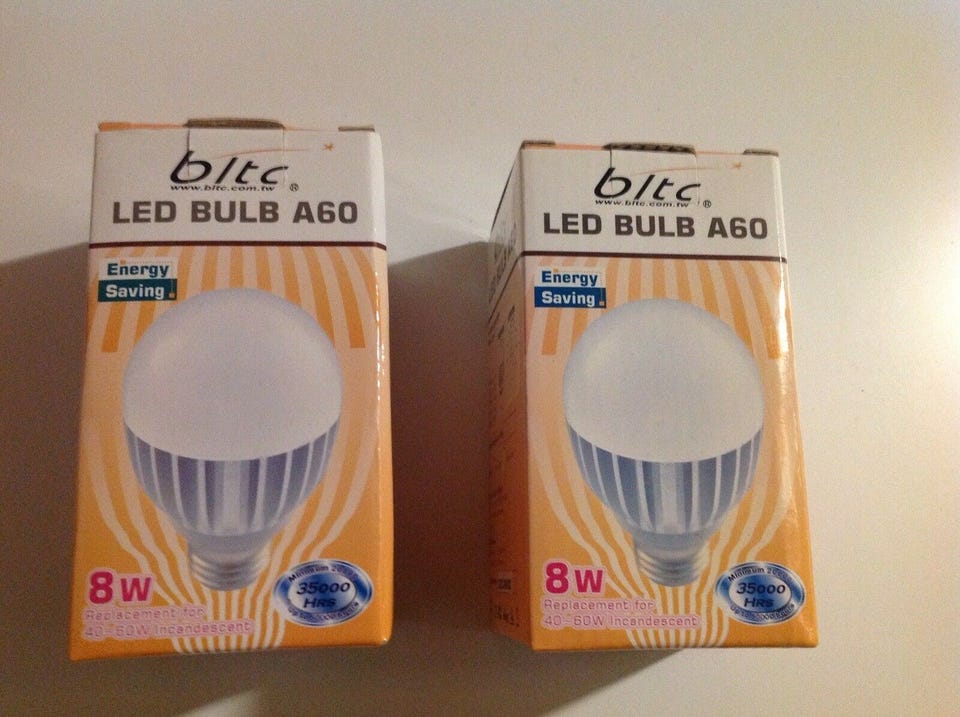 bltc
www.bltc.com.tw ®
LED BULB A60
Energy
Saving
8W
Replacement for
40-60W Incandescent
35000
HRS
bltc
www.bltc.com.tw ®
LED BULB A60
Energy
Saving
8W
Replacement for
40-60W Incandescent
Minimum
35000
HRS